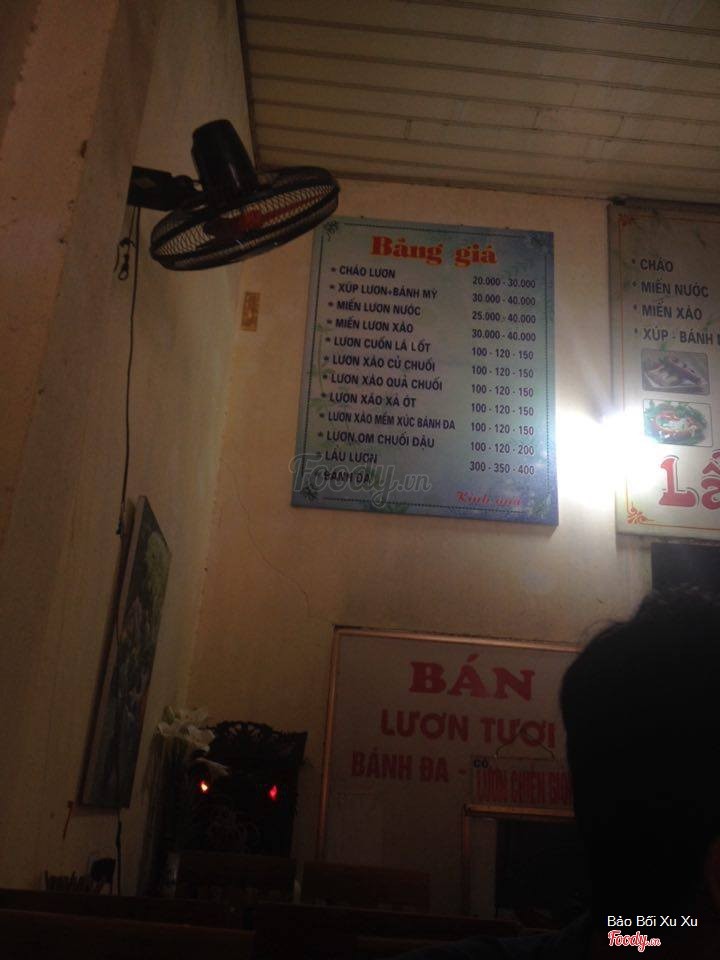 Bảng giá
* CHÁO LƯƠN 20.000 - 30.000
* XÚP LƯƠN+BÁNH MỲ 30.000 - 40.000
* MIẾN LƯƠN NƯỚC 25.000 - 40.000
* MIẾN LƯƠN XÀO 30.000 - 40.000
* LƯƠN CUỐN LÁ LỐT 100 - 120 - 150
* LƯƠN XÀO CỦ CHUỐI 100 - 120 - 150
* LƯƠN XÀO QUẢ CHUỐI 100 - 120 - 150
* LƯƠN XÀO XẢ ỚT 100 - 120 - 150
* LƯƠN XÀO MỀM XÚC BÁNH ĐA 100 - 120 - 150
* LƯƠN OM CHUỐI ĐẬU 100 - 120 - 200
* LẨU LƯƠN 300 - 350 - 400
* BÁNH ĐA
Kính mời
Foody.vn
* CHÁO
* MIẾN NƯỚC
* MIẾN XÀO
* XÚP - BÁNH
BÁN
LƯƠN TƯƠI
BÁNH ĐA -
CÓ
LƯƠN CHIÊN
Bảo Bối Xu Xu
Foody.vn